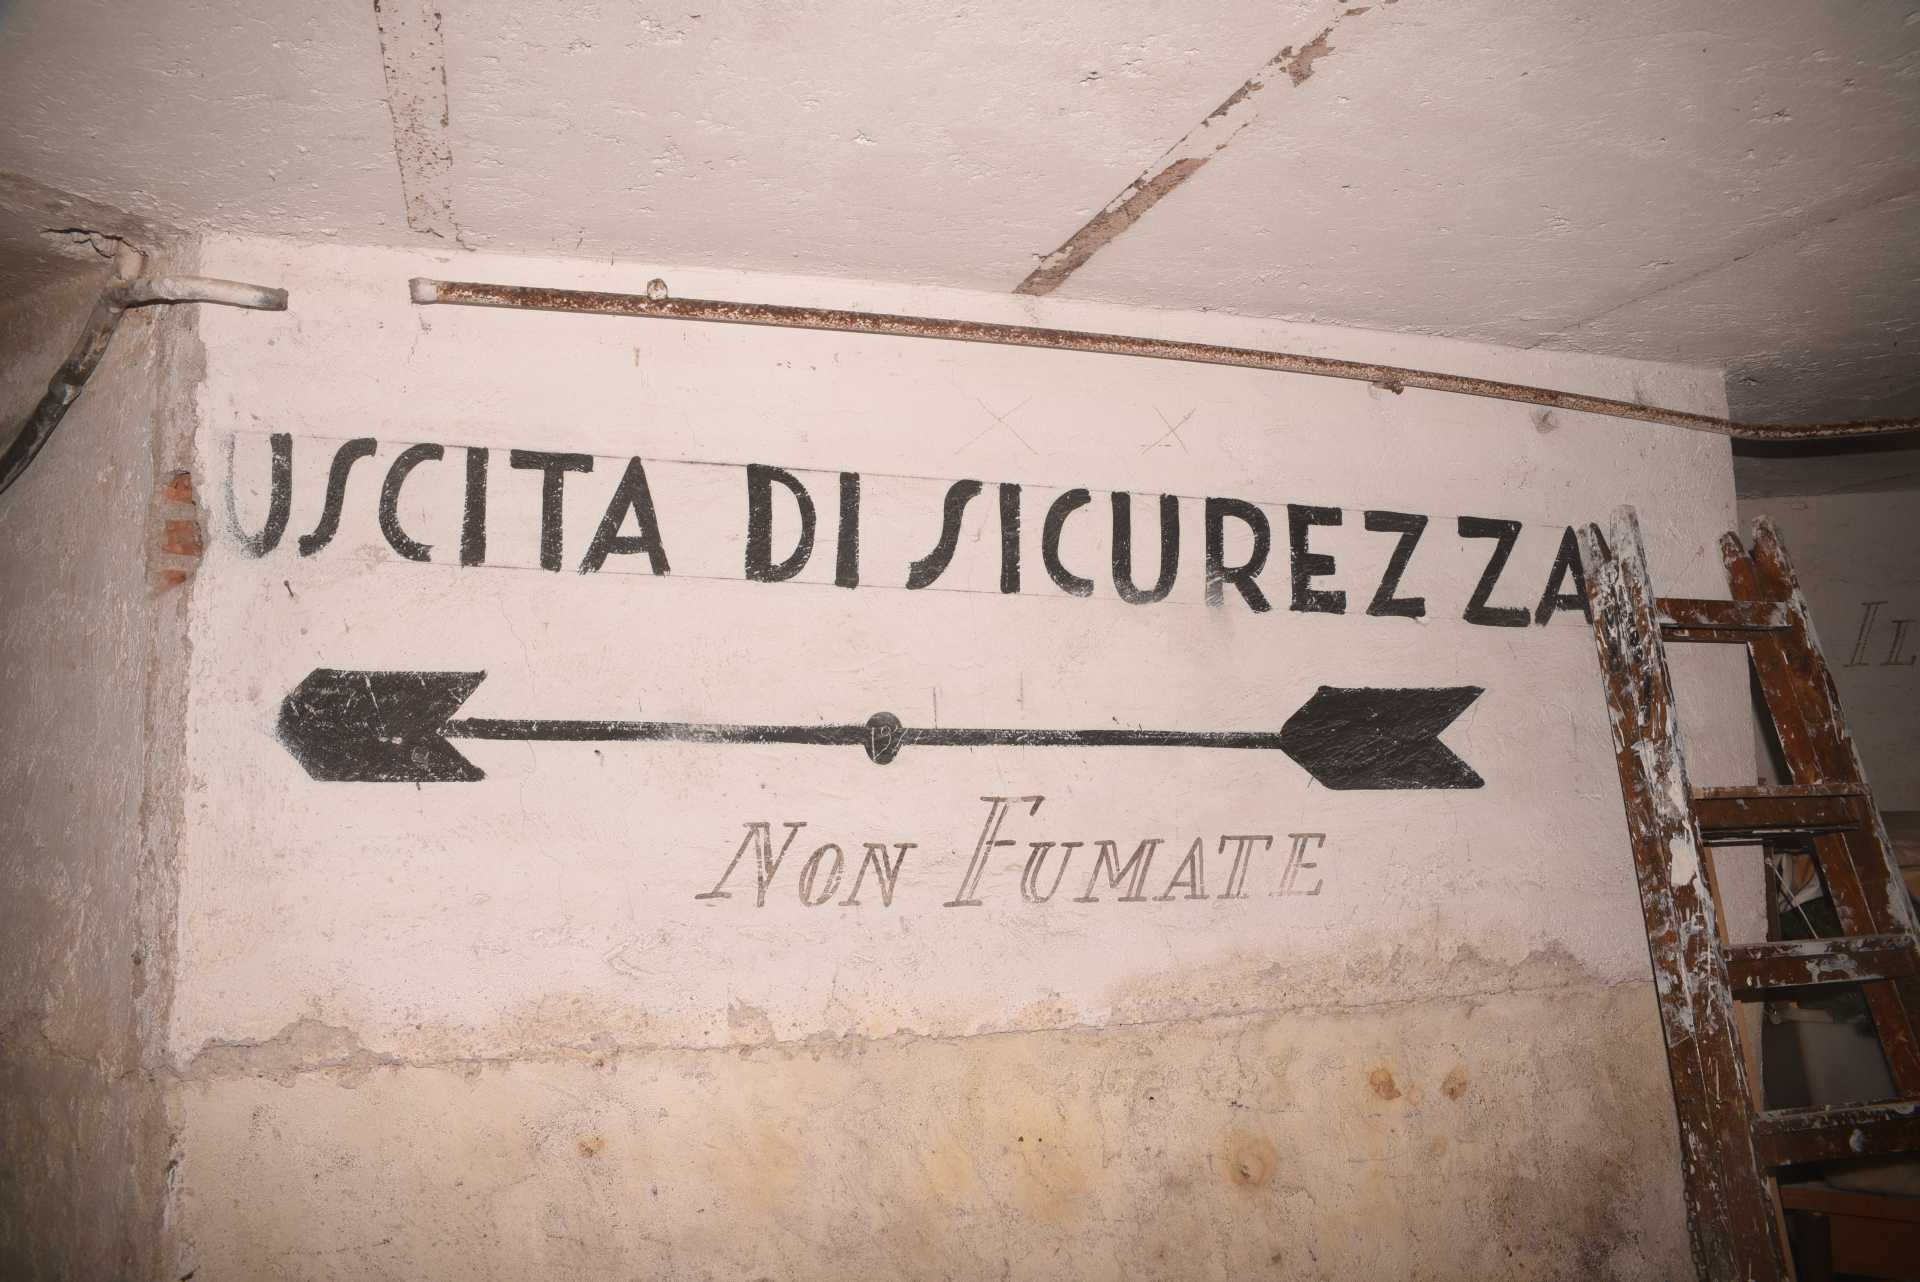 USCITA DI SICUREZZA
NON FUMATE